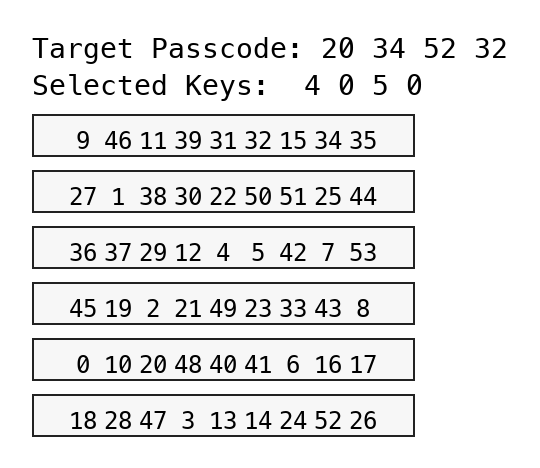 Target Passcode: 20 34 52 32
Selected Keys: 4 0 5 0
9 46 11 39 31 32 15 34 35
27 1 38 30 22 50 51 25 44
36 37 29 12 4 5 42 7 53
45 19 2 21 49 23 33 43 8
0 10 20 48 40 41 6 16 17
18 28 47 3 13 14 24 52 26